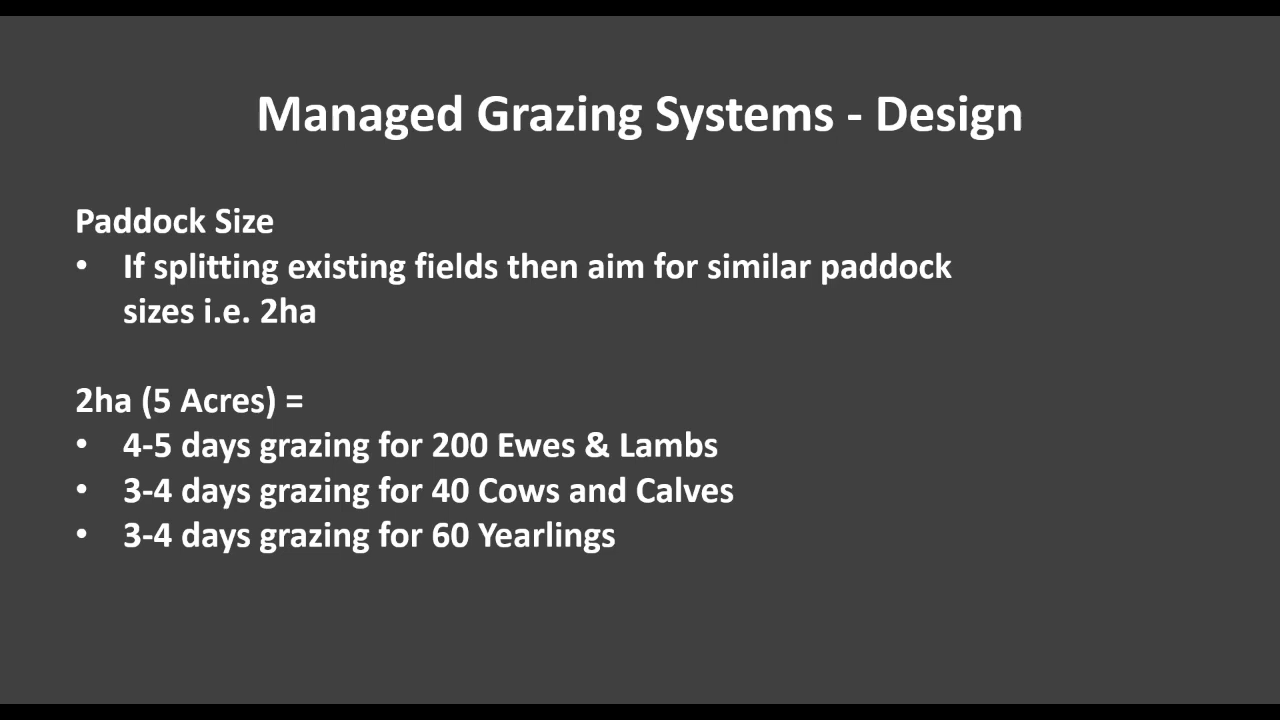 Managed Grazing Systems - Design
Paddock Size
• If splitting existing fields then aim for similar paddock
sizes i.e. 2ha
2ha (5 Acres) =
• 4-5 days grazing for 200 Ewes & Lambs
• 3-4 days grazing for 40 Cows and Calves
• 3-4 days grazing for 60 Yearlings